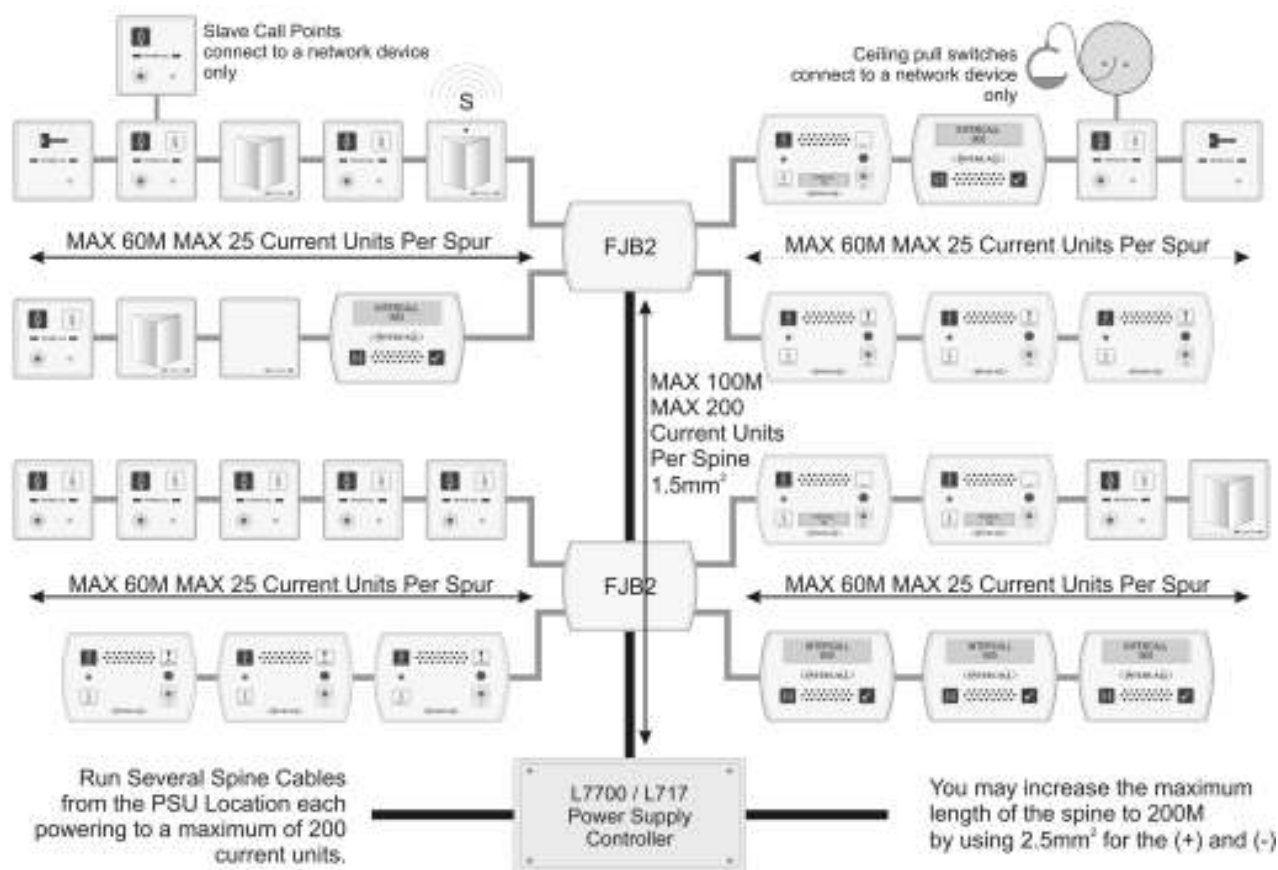 Slave Call Points
connect to a network device
only
S
Ceiling pull switches
connect to a network device
only
INTERCALL
FJB2
MAX 60M MAX 25 Current Units Per Spur
MAX 60M MAX 25 Current Units Per Spur
INTERCALL
MAX 100M
MAX 200
Current Units
Per Spine
1.5mm²
FJB2
MAX 60M MAX 25 Current Units Per Spur
MAX 60M MAX 25 Current Units Per Spur
INTERCALL
INTERCALL
INTERCALL
Run Several Spine Cables
from the PSU Location each
powering to a maximum of 200
current units.
L7700 / L717
Power Supply
Controller
You may increase the maximum
length of the spine to 200M
by using 2.5mm² for the (+) and (-)